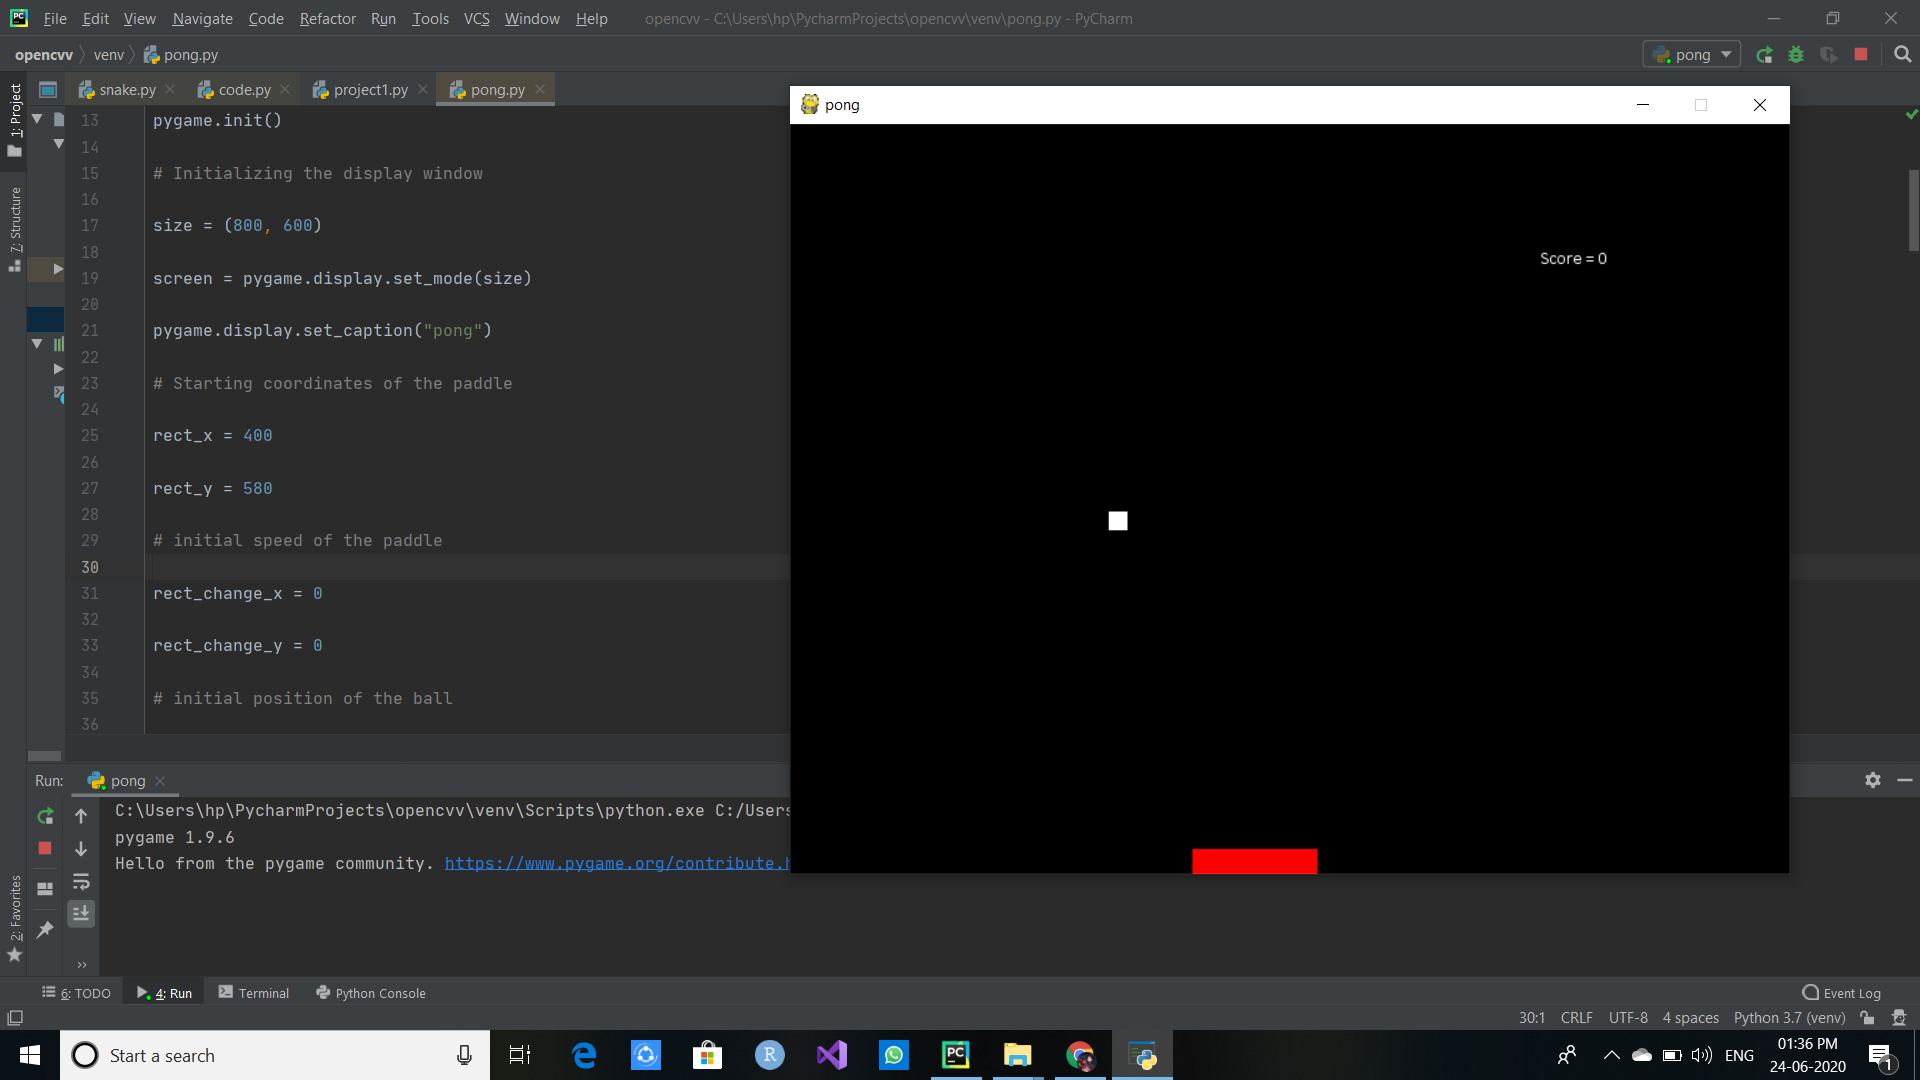 File Edit View Navigate Code Refactor Run Tools VCS Window Help opencvv - C:\Users\hp\PycharmProjects\opencvv\venv\pong.py - PyCharm
opencvv venv pong.py pong
1: Project
7: Structure
2: Favorites
snake.py code.py project1.py pong.py
13 pygame.init()
14
15 # Initializing the display window
16
17 size = (800, 600)
18
19 screen = pygame.display.set_mode(size)
20
21 pygame.display.set_caption("pong")
22
23 # Starting coordinates of the paddle
24
25 rect_x = 400
26
27 rect_y = 580
28
29 # initial speed of the paddle
30
31 rect_change_x = 0
32
33 rect_change_y = 0
34
35 # initial position of the ball
36
pong
Score = 0
Run: pong
C:\Users\hp\PycharmProjects\opencvv\venv\Scripts\python.exe C:/Users
pygame 1.9.6
Hello from the pygame community. https://www.pygame.org/contribute.h
6: TODO 4: Run Terminal Python Console Event Log
30:1 CRLF UTF-8 4 spaces Python 3.7 (venv)
Start a search
PC
R
ENG
01:36 PM
24-06-2020
1